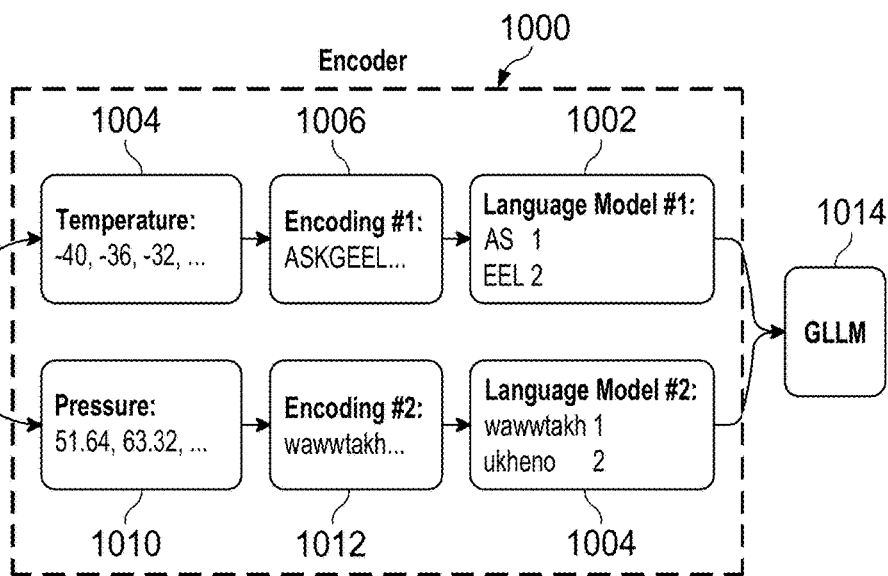 1000
Encoder
1004
1006
1002
1014
Temperature:
-40, -36, -32, ...
Encoding #1:
ASKGEEL...
Language Model #1:
AS 1
EEL 2
GLLM
Pressure:
51.64, 63.32, ...
Encoding #2:
wawwtakh...
Language Model #2:
wawwtakh 1
ukheno 2
1010
1012
1004